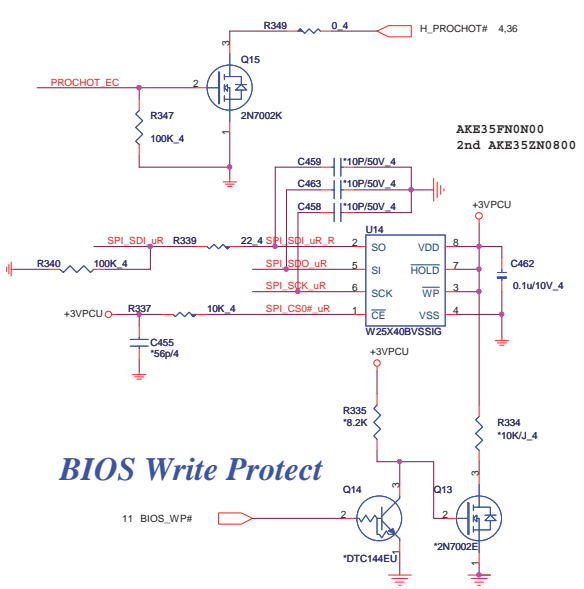 R349 0_4 H_PROCHOT# 4,36
3
Q15
PROCHOT_EC 2
R347 2N7002K
100K_4 1
AKE35FN0N00
2nd AKE35ZN0800
C459 *10P/50V_4
C463 *10P/50V_4
C458 *10P/50V_4
+3VPCU
U14
SPI_SDI_uR R339 22_4 SPI_SDI_uR_R 2 SO VDD 8
R340 100K_4 SPI_SDO_uR 5 SI HOLD 7 C462
SPI_SCK_uR 6 SCK WP 3 0.1u/10V_4
+3VPCU R337 10K_4 SPI_CS0#_uR 1 CE VSS 4
W25X40BVSSIG
C455
*56p/4
+3VPCU
R335
*8.2K
R334
*10K/J_4
BIOS Write Protect
Q14 3 Q13 3
11 BIOS_WP# 2 2
*DTC144EU 1 *2N7002E 1